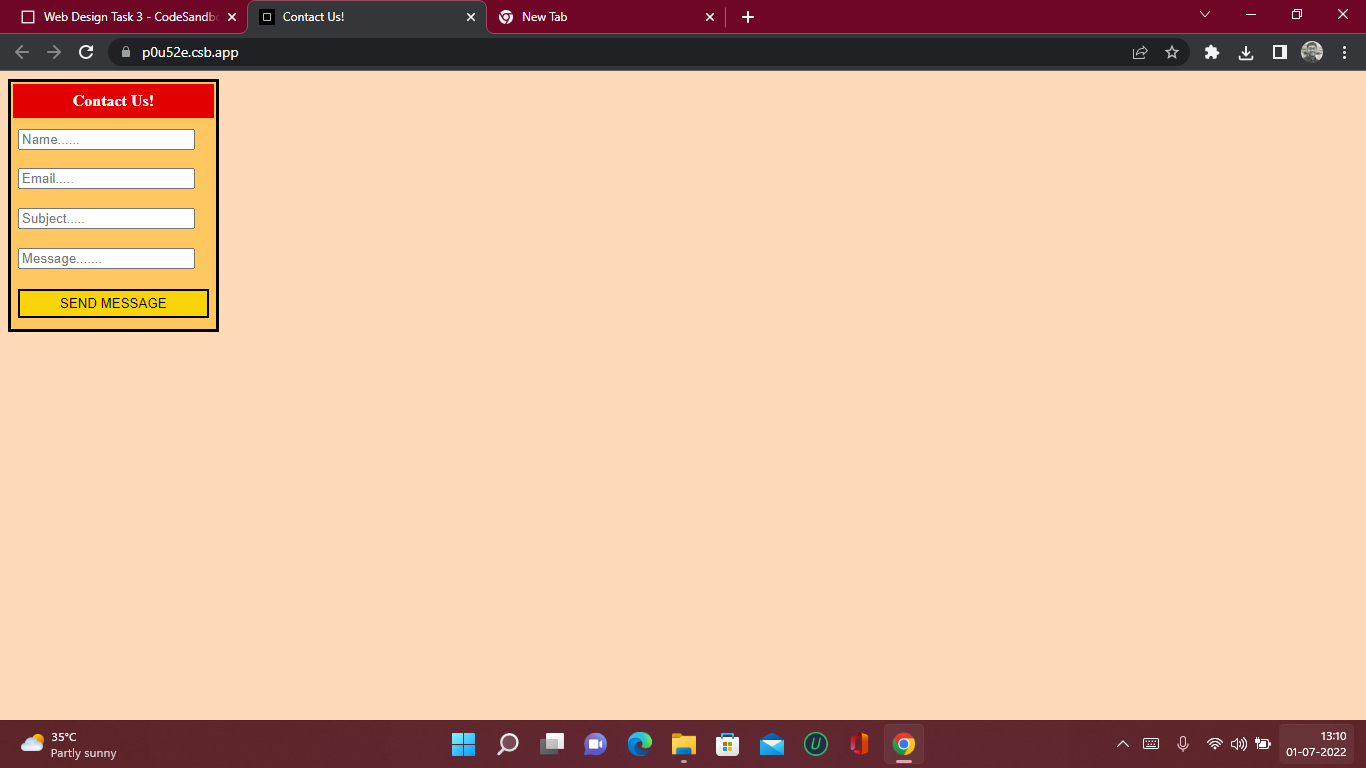 Web Design Task 3 - CodeSandb
Contact Us!
New Tab
p0u52e.csb.app
Contact Us!
Name......
Email.....
Subject.....
Message.......
SEND MESSAGE
35°C
Partly sunny
U
13:10
01-07-2022